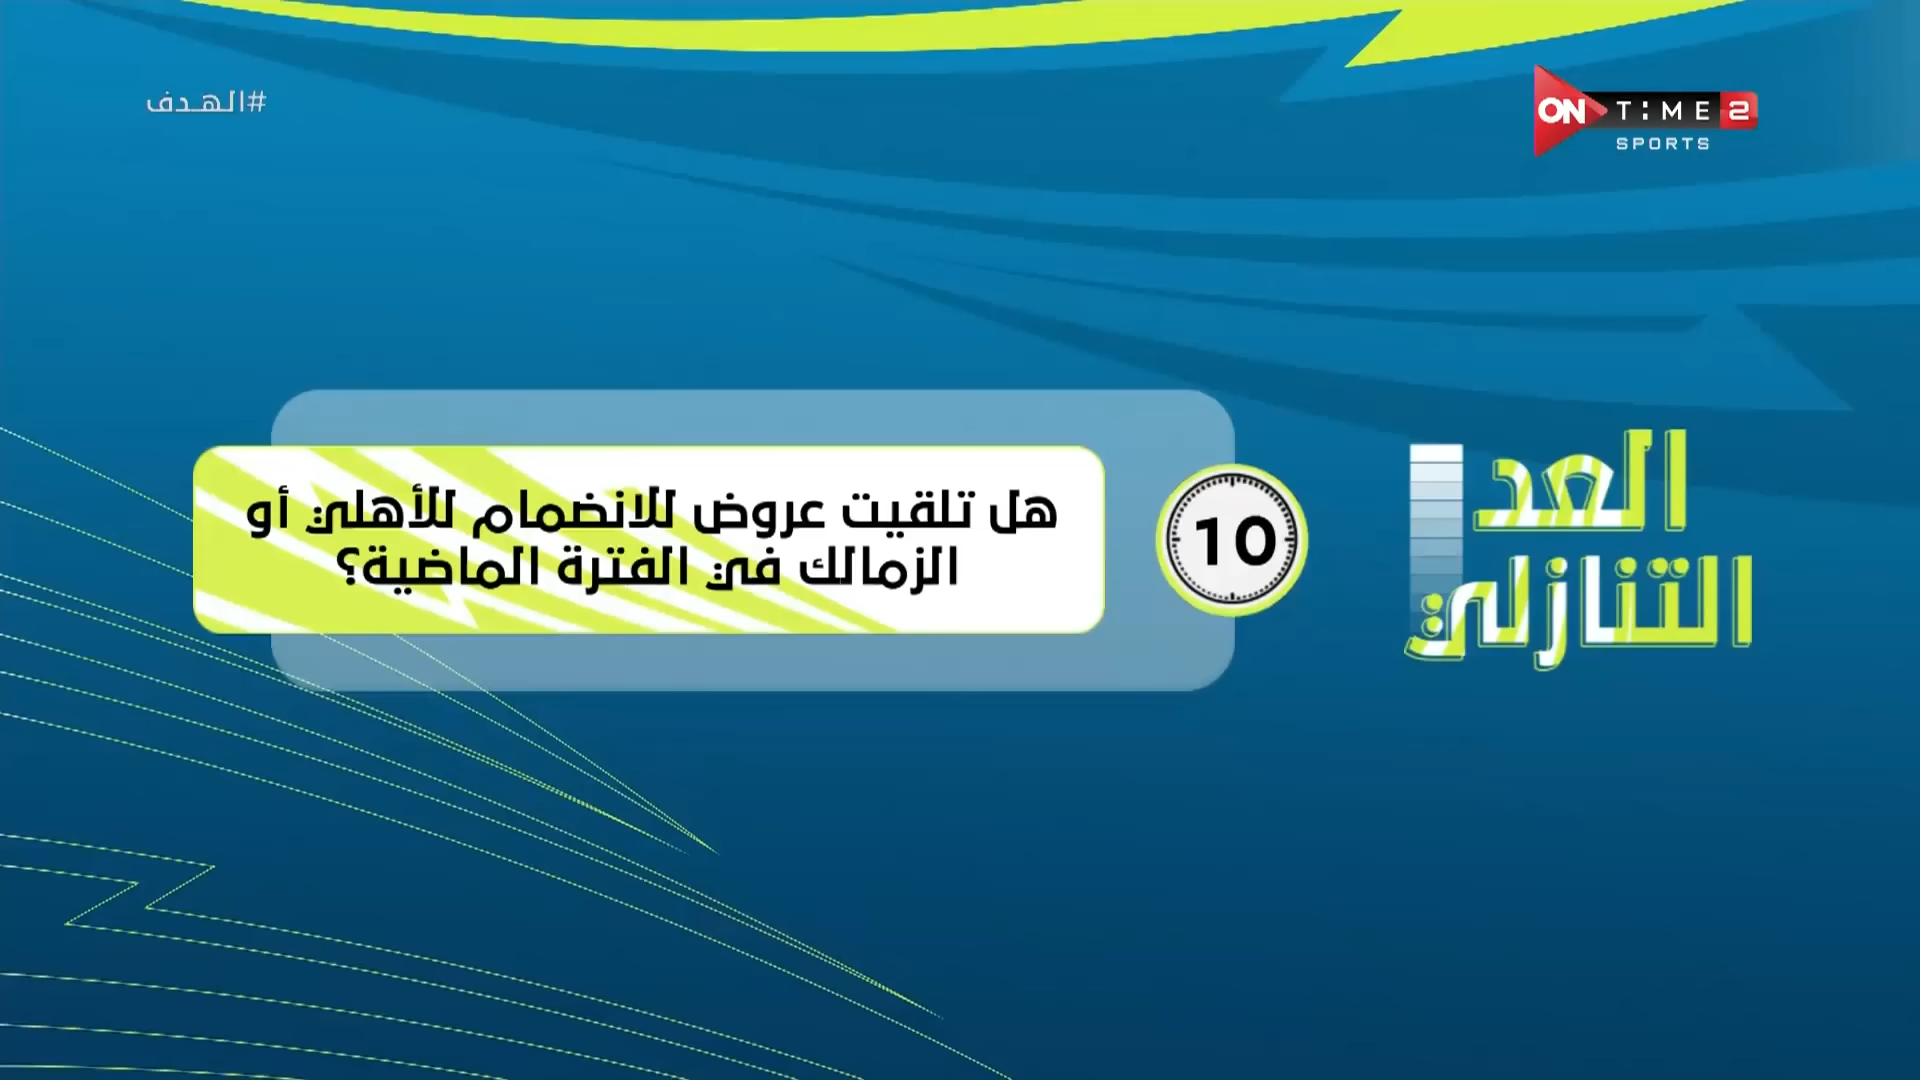 #الهدف
ON TIME 2
SPORTS
العد
التنازلي
10
هل تلقيت عروض للانضمام للأهلي أو
الزمالك في الفترة الماضية؟